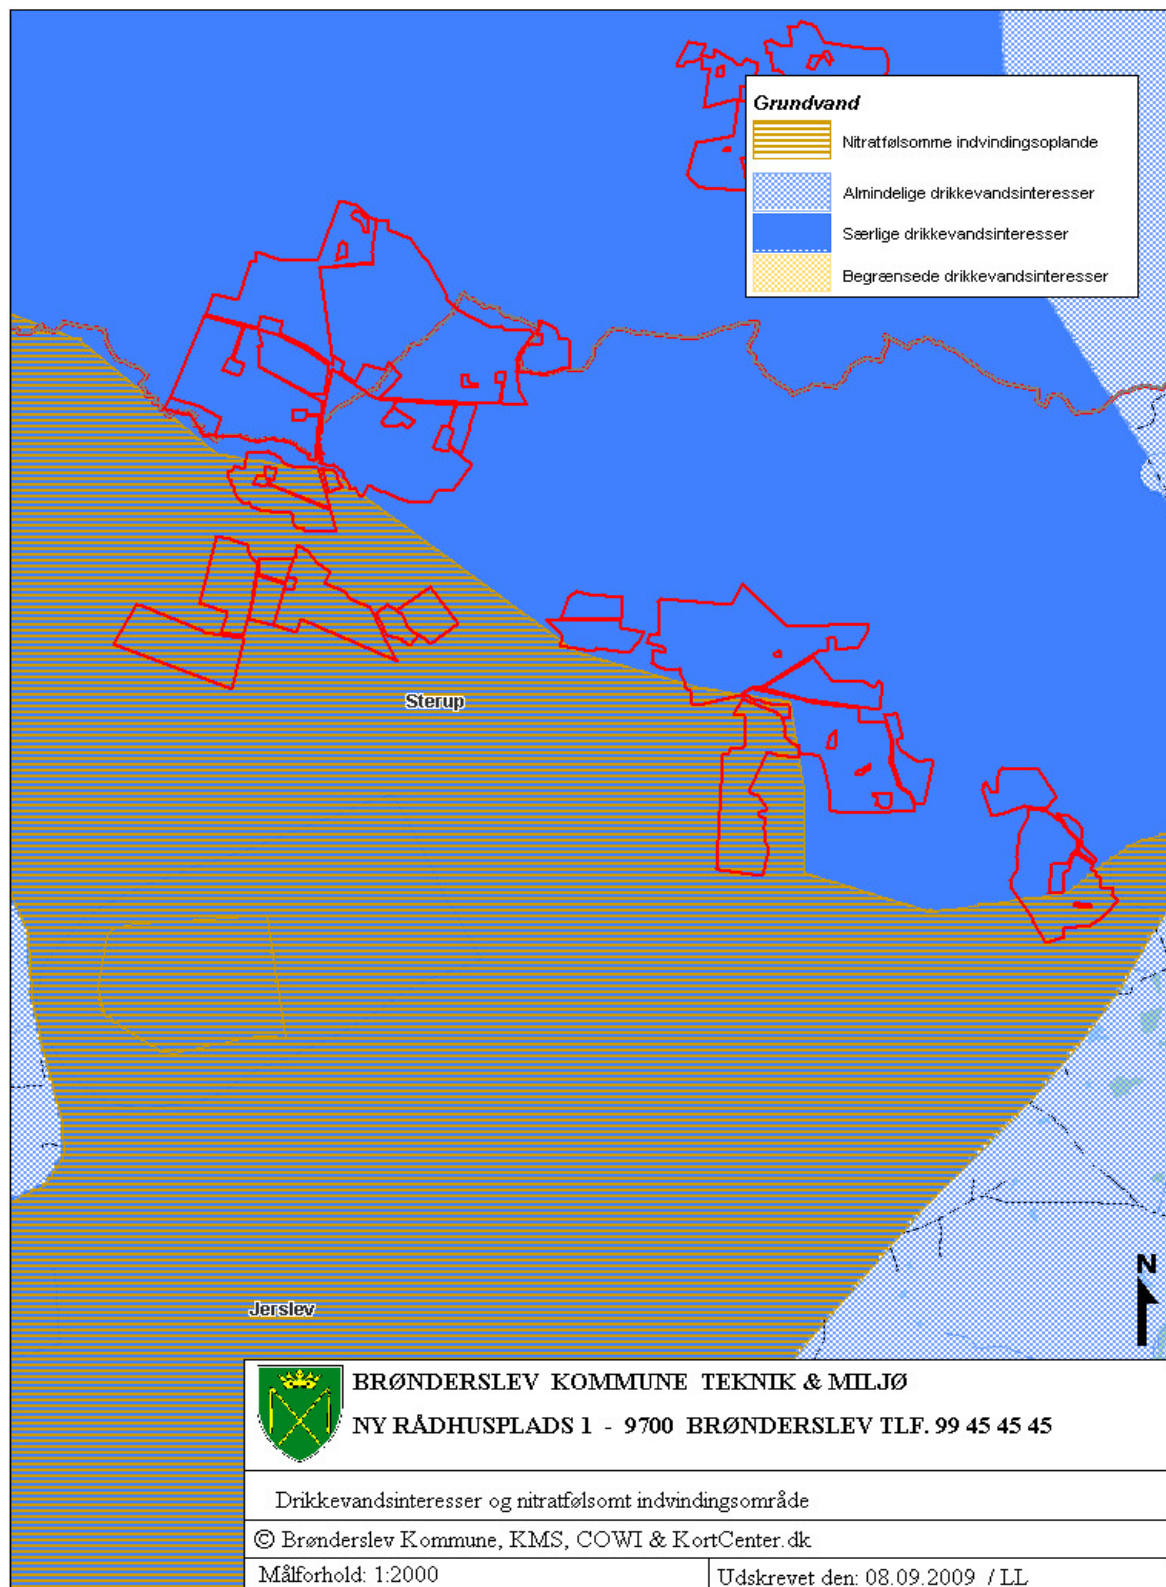 Grundvand
Nitratfølsomme indvindingsoplande
Almindelige drikkevandsinteresser
Særlige drikkevandsinteresser
Begrænsede drikkevandsinteresser
Sterup
Jerslev
N
BRØNDERSLEV KOMMUNE TEKNIK & MILJØ
NY RÅDHUSPLADS 1 - 9700 BRØNDERSLEV TLF. 99 45 45 45
Drikkevandsinteresser og nitratfølsomt indvindingsområde
© Brønderslev Kommune, KMS, COWI & KortCenter.dk
Målforhold: 1:2000
Udskrevet den: 08.09.2009 / LL